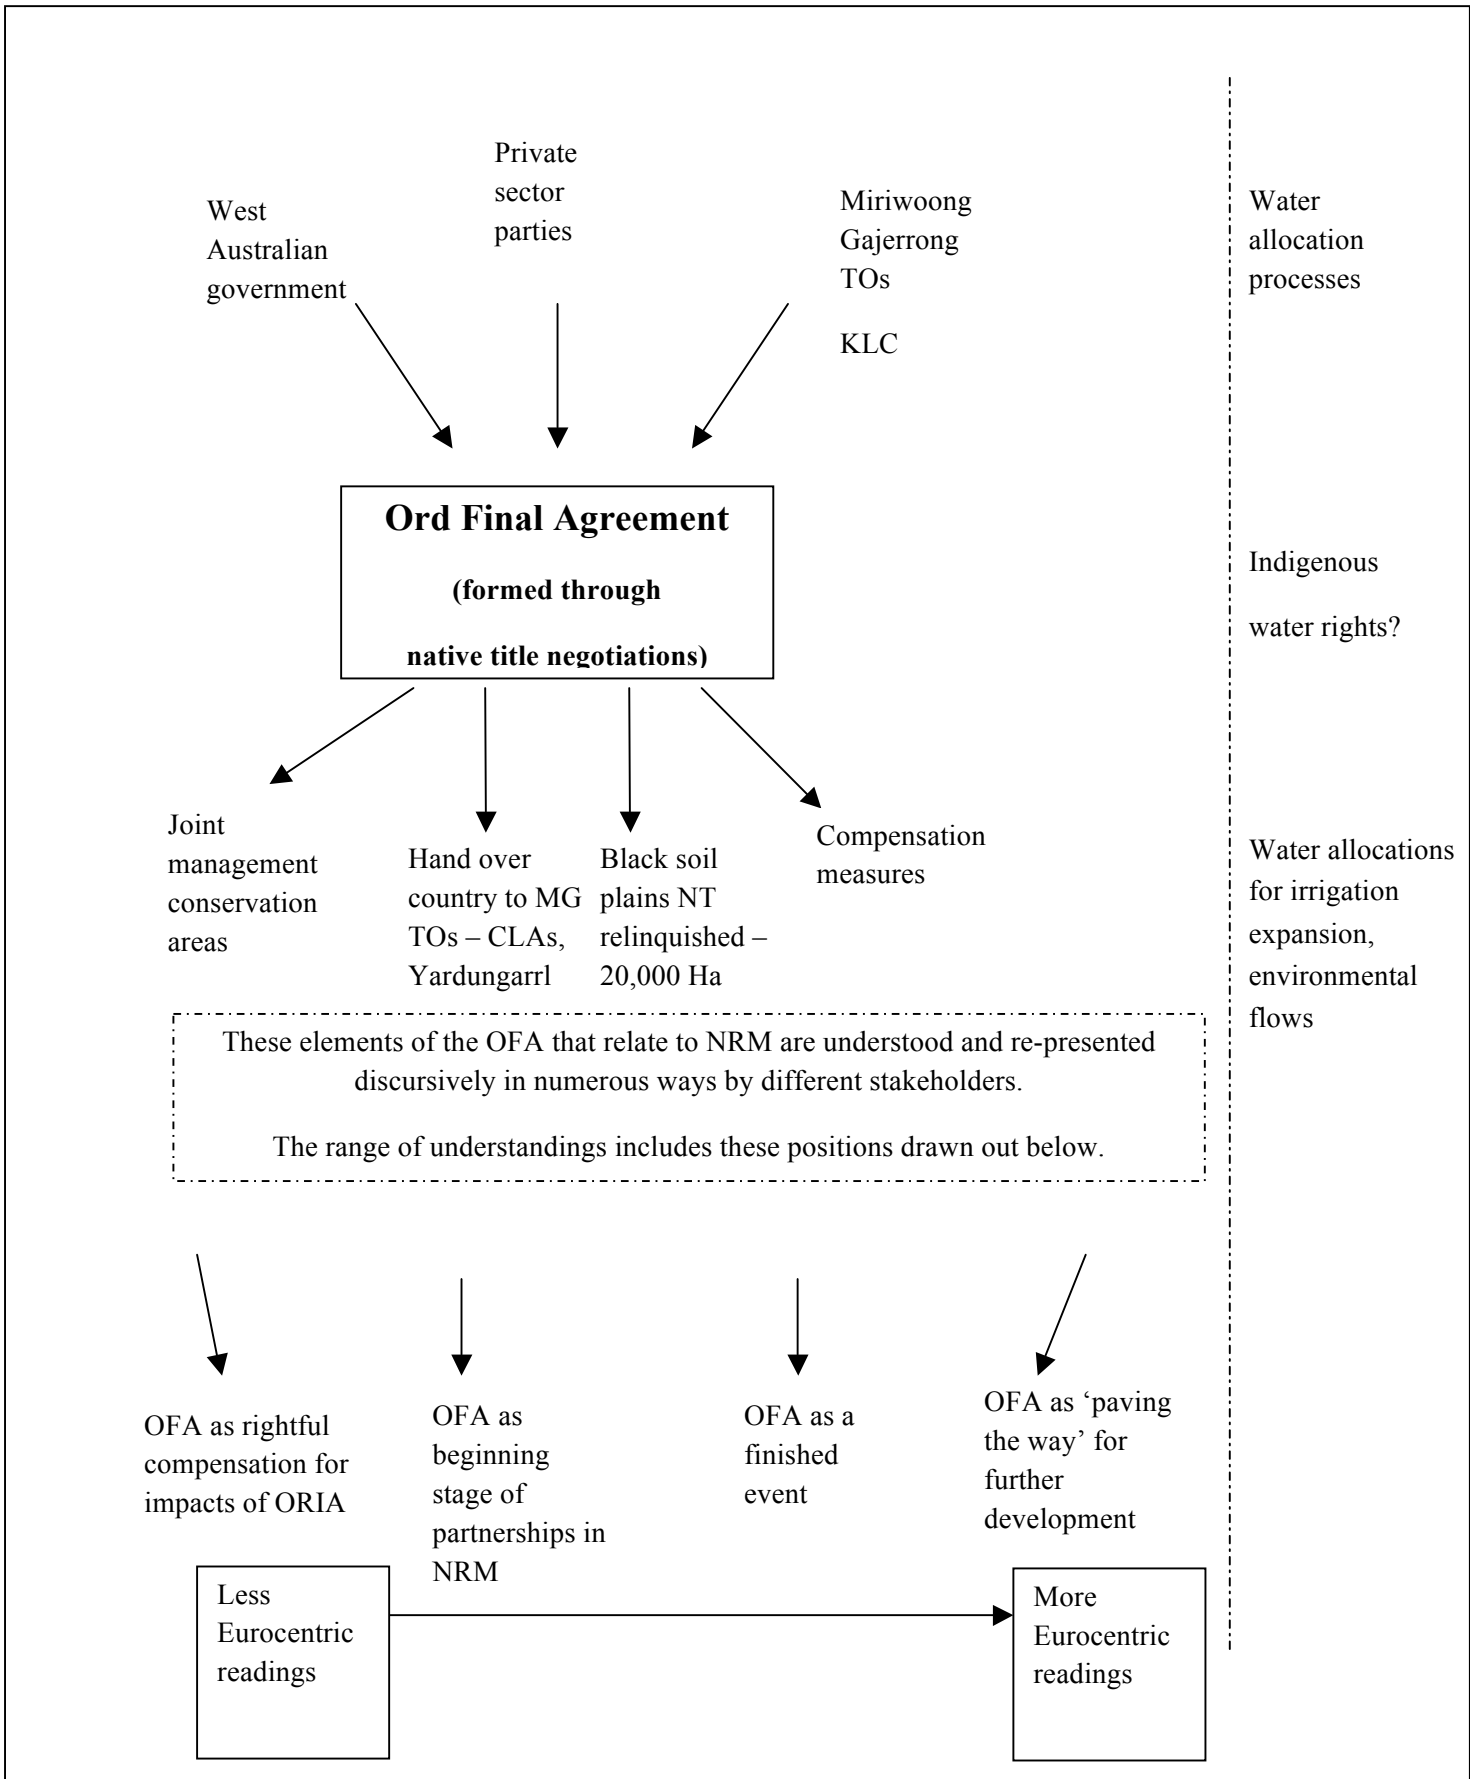 West
Australian
government
Private
sector
parties
Miriwoong
Gajerrong
TOs
KLC
Water
allocation
processes
Ord Final Agreement
(formed through
native title negotiations)
Indigenous
water rights?
Joint
management
conservation
areas
Hand over
country to MG
TOs – CLAs,
Yardungarrl
Black soil
plains NT
relinquished –
20,000 Ha
Compensation
measures
Water allocations
for irrigation
expansion,
environmental
flows
These elements of the OFA that relate to NRM are understood and re-presented
discursively in numerous ways by different stakeholders.
The range of understandings includes these positions drawn out below.
OFA as rightful
compensation for
impacts of ORIA
OFA as
beginning
stage of
partnerships in
NRM
OFA as a
finished
event
OFA as ‘paving
the way’ for
further
development
Less
Eurocentric
readings
More
Eurocentric
readings